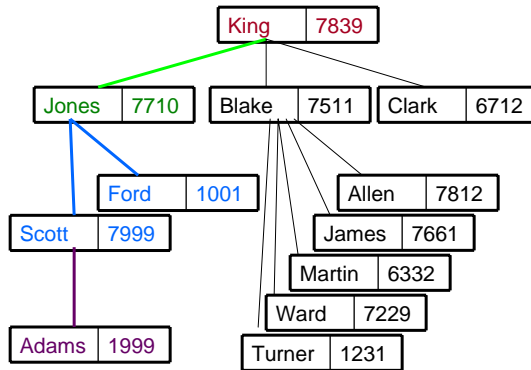 King 7839
Jones 7710
Blake 7511
Clark 6712
Ford 1001
Allen 7812
Scott 7999
James 7661
Martin 6332
Ward 7229
Adams 1999
Turner 1231